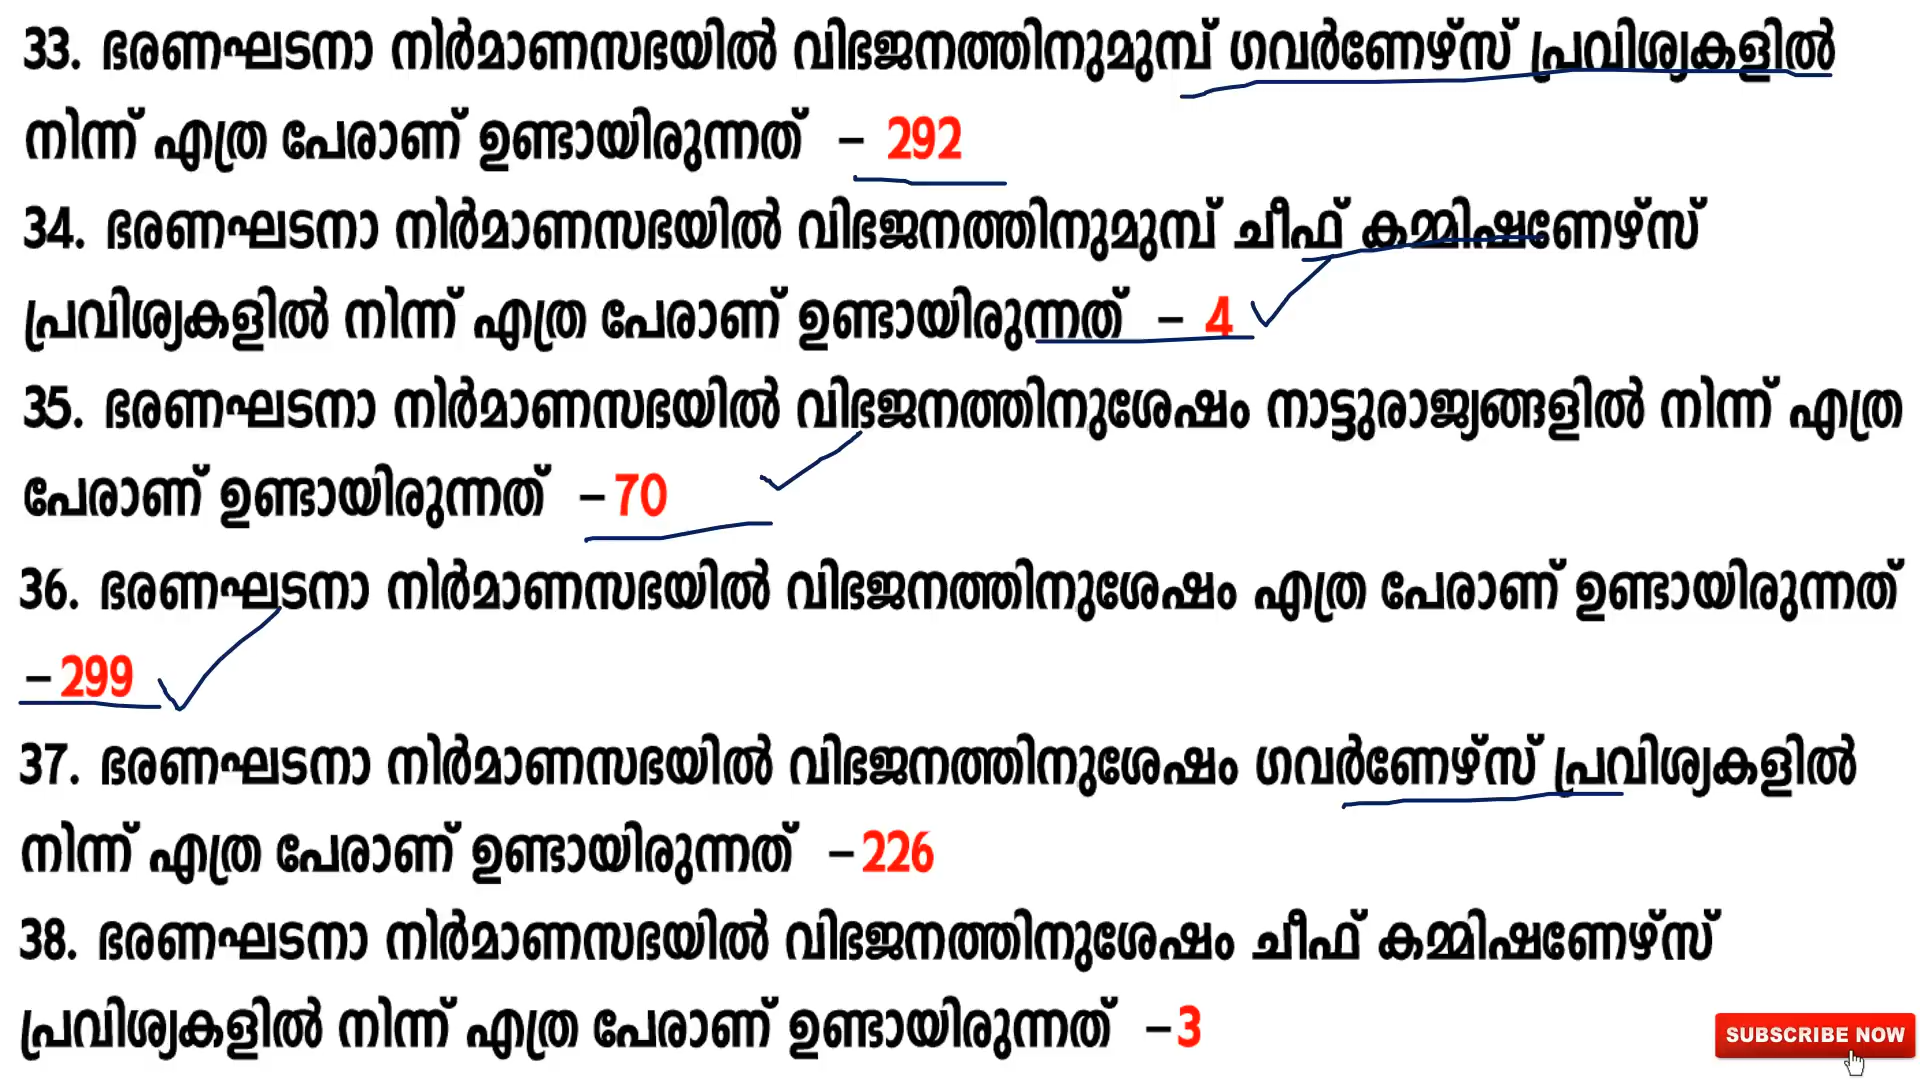 33. ഭരണഘടനാ നിർമാണസഭയിൽ വിഭജനത്തിനുമുമ്പ് ഗവർണേഴ്സ് പ്രവിശ്യകളിൽ
നിന്ന് എത്ര പേരാണ് ഉണ്ടായിരുന്നത് – 292
34. ഭരണഘടനാ നിർമാണസഭയിൽ വിഭജനത്തിനുമുമ്പ് ചീഫ് കമ്മിഷണേഴ്സ്
പ്രവിശ്യകളിൽ നിന്ന് എത്ര പേരാണ് ഉണ്ടായിരുന്നത് – 4
35. ഭരണഘടനാ നിർമാണസഭയിൽ വിഭജനത്തിനുശേഷം നാട്ടുരാജ്യങ്ങളിൽ നിന്ന് എത്ര
പേരാണ് ഉണ്ടായിരുന്നത് – 70
36. ഭരണഘടനാ നിർമാണസഭയിൽ വിഭജനത്തിനുശേഷം എത്ര പേരാണ് ഉണ്ടായിരുന്നത്
– 299
37. ഭരണഘടനാ നിർമാണസഭയിൽ വിഭജനത്തിനുശേഷം ഗവർണേഴ്സ് പ്രവിശ്യകളിൽ
നിന്ന് എത്ര പേരാണ് ഉണ്ടായിരുന്നത് – 226
38. ഭരണഘടനാ നിർമാണസഭയിൽ വിഭജനത്തിനുശേഷം ചീഫ് കമ്മിഷണേഴ്സ്
പ്രവിശ്യകളിൽ നിന്ന് എത്ര പേരാണ് ഉണ്ടായിരുന്നത് – 3
SUBSCRIBE NOW